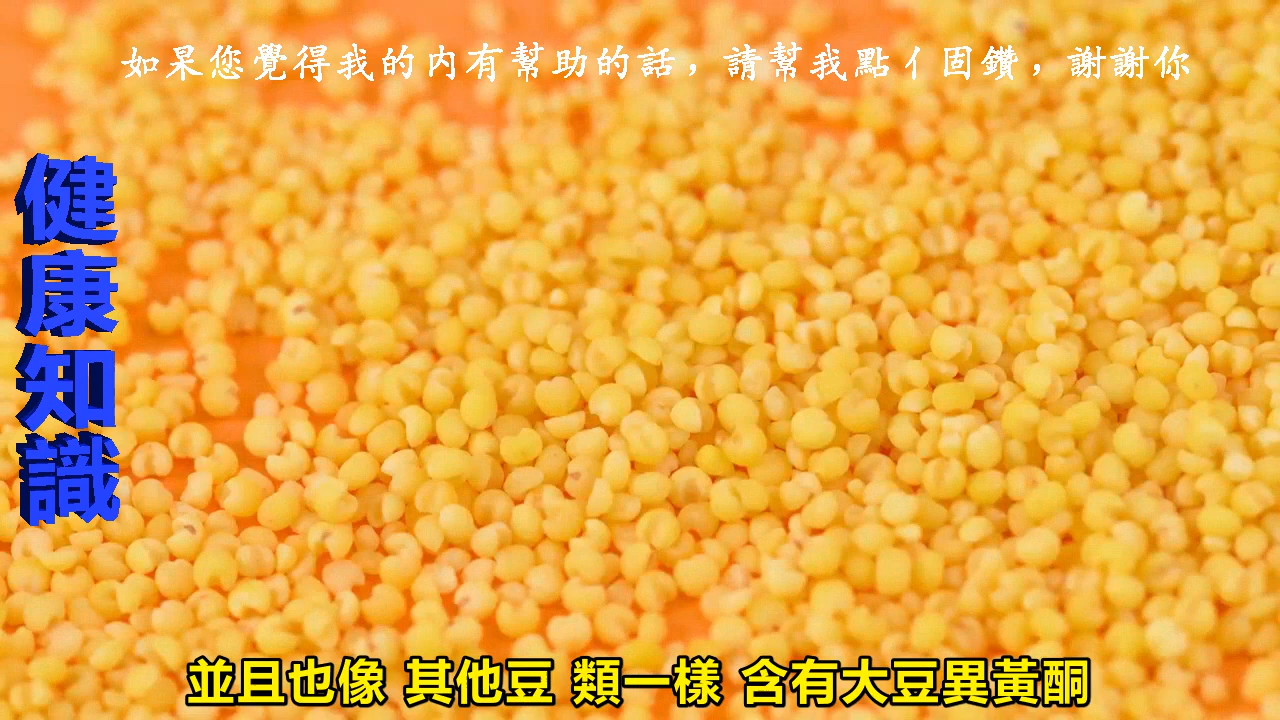 如果您覺得我的内有幫助的話，請幫我點亻固鑽，謝謝你
健康知識
並且也像 其他豆 類一樣 含有大豆異黃酮